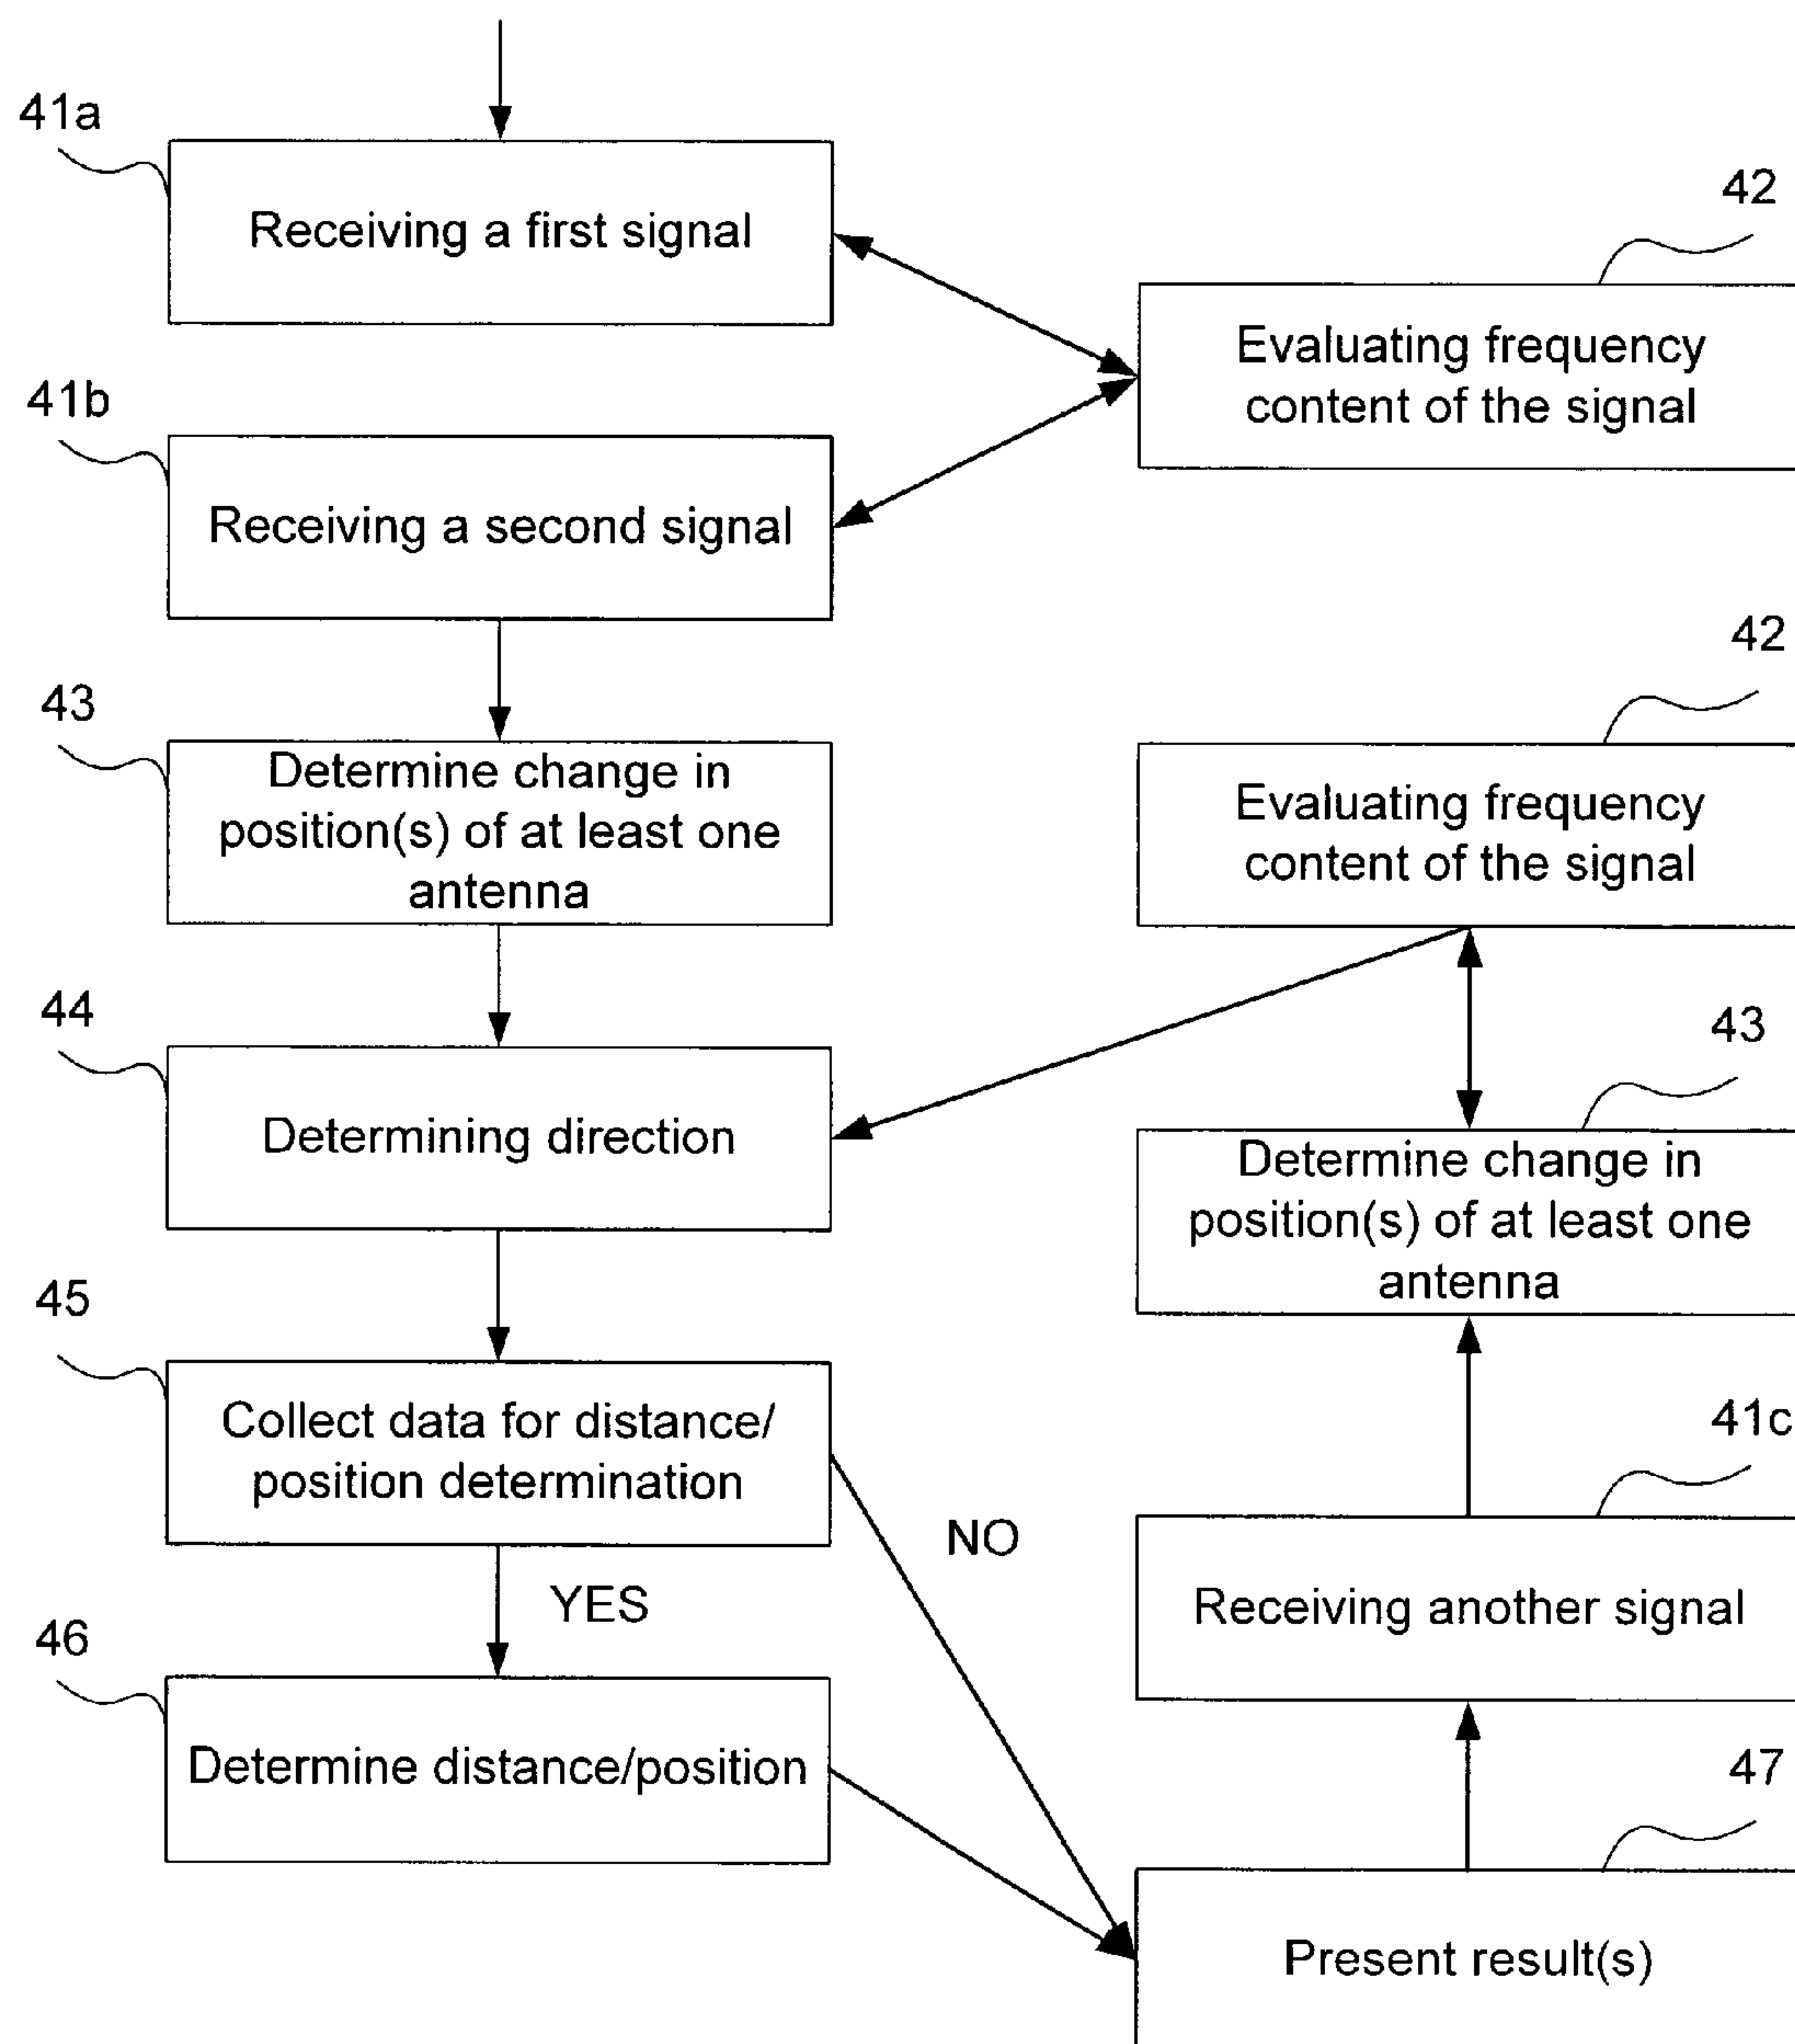 41a
Receiving a first signal
42
Evaluating frequency
content of the signal
41b
Receiving a second signal
43
Determine change in
position(s) of at least one
antenna
42
Evaluating frequency
content of the signal
44
Determining direction
43
Determine change in
position(s) of at least one
antenna
45
Collect data for distance/
position determination
NO
YES
41c
Receiving another signal
46
Determine distance/position
47
Present result(s)